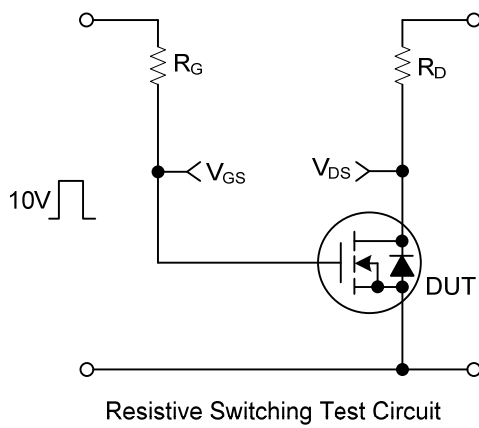 R_G
R_D
V_GS
V_DS
10V
DUT
Resistive Switching Test Circuit